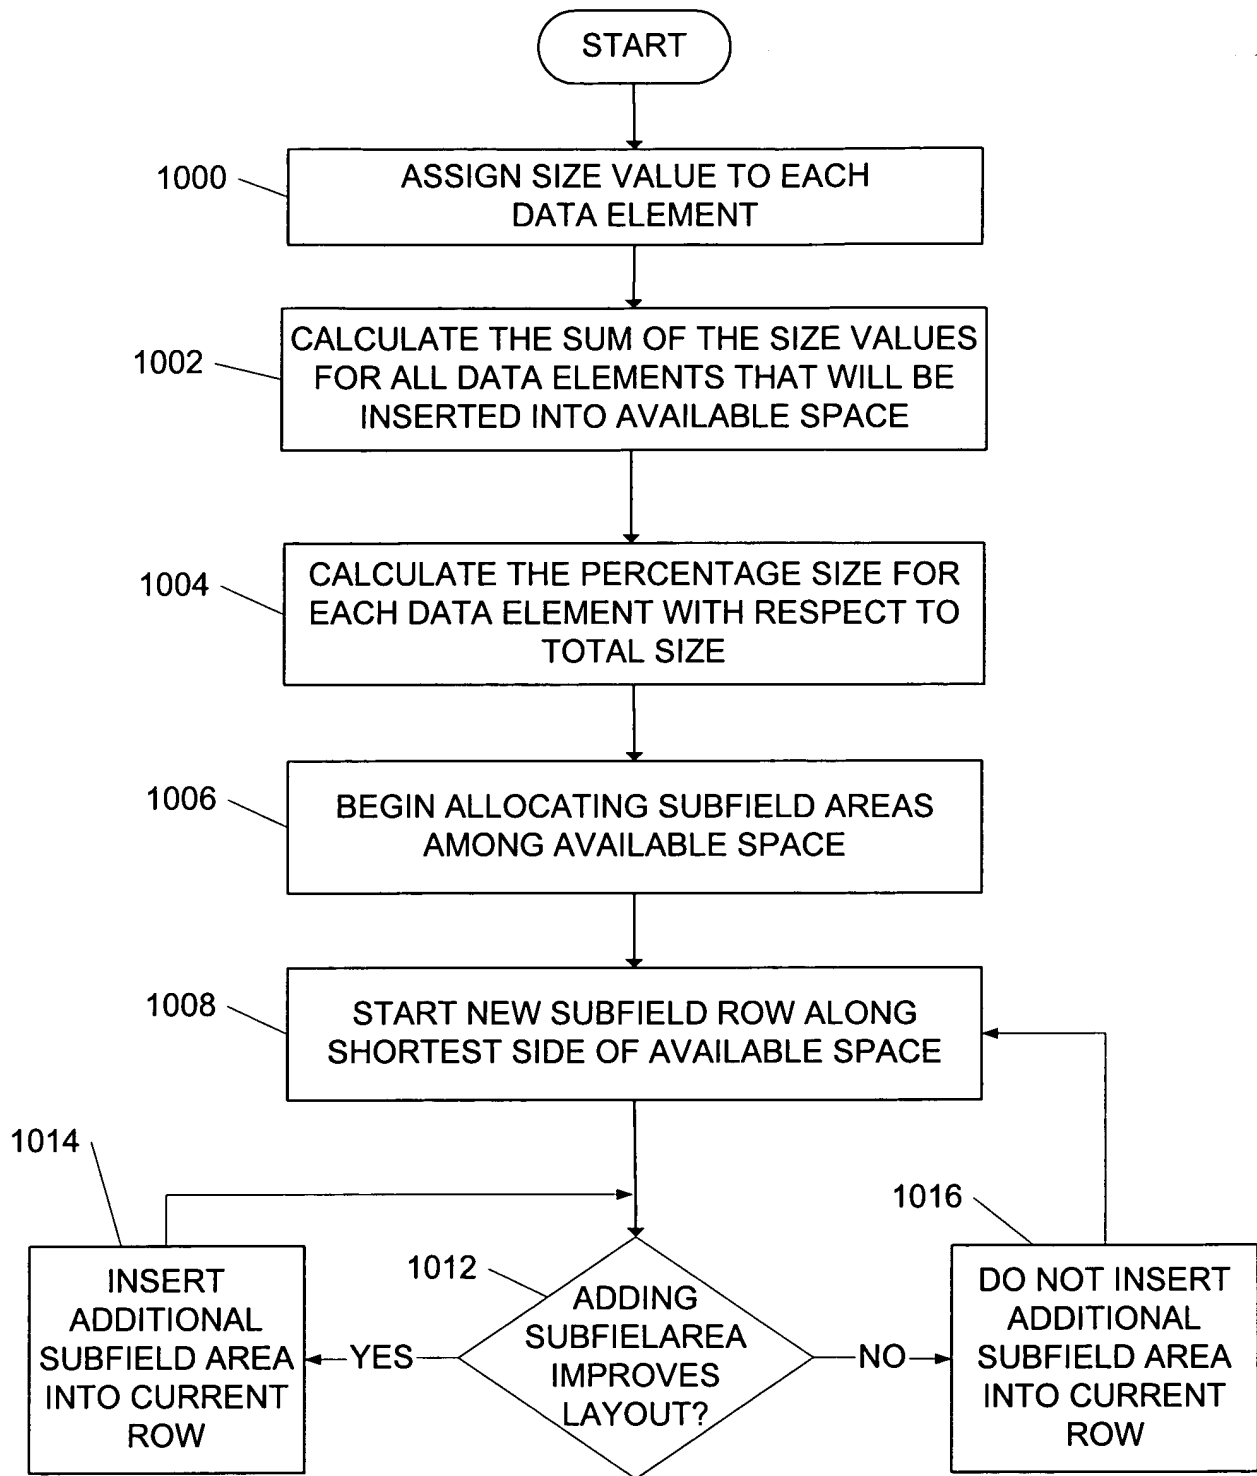 START
1000
ASSIGN SIZE VALUE TO EACH
DATA ELEMENT
1002
CALCULATE THE SUM OF THE SIZE VALUES
FOR ALL DATA ELEMENTS THAT WILL BE
INSERTED INTO AVAILABLE SPACE
1004
CALCULATE THE PERCENTAGE SIZE FOR
EACH DATA ELEMENT WITH RESPECT TO
TOTAL SIZE
1006
BEGIN ALLOCATING SUBFIELD AREAS
AMONG AVAILABLE SPACE
1008
START NEW SUBFIELD ROW ALONG
SHORTEST SIDE OF AVAILABLE SPACE
1014
INSERT
ADDITIONAL
SUBFIELD AREA
INTO CURRENT
ROW
YES
1012
ADDING
SUBFIELAREA
IMPROVES
LAYOUT?
NO
1016
DO NOT INSERT
ADDITIONAL
SUBFIELD AREA
INTO CURRENT
ROW